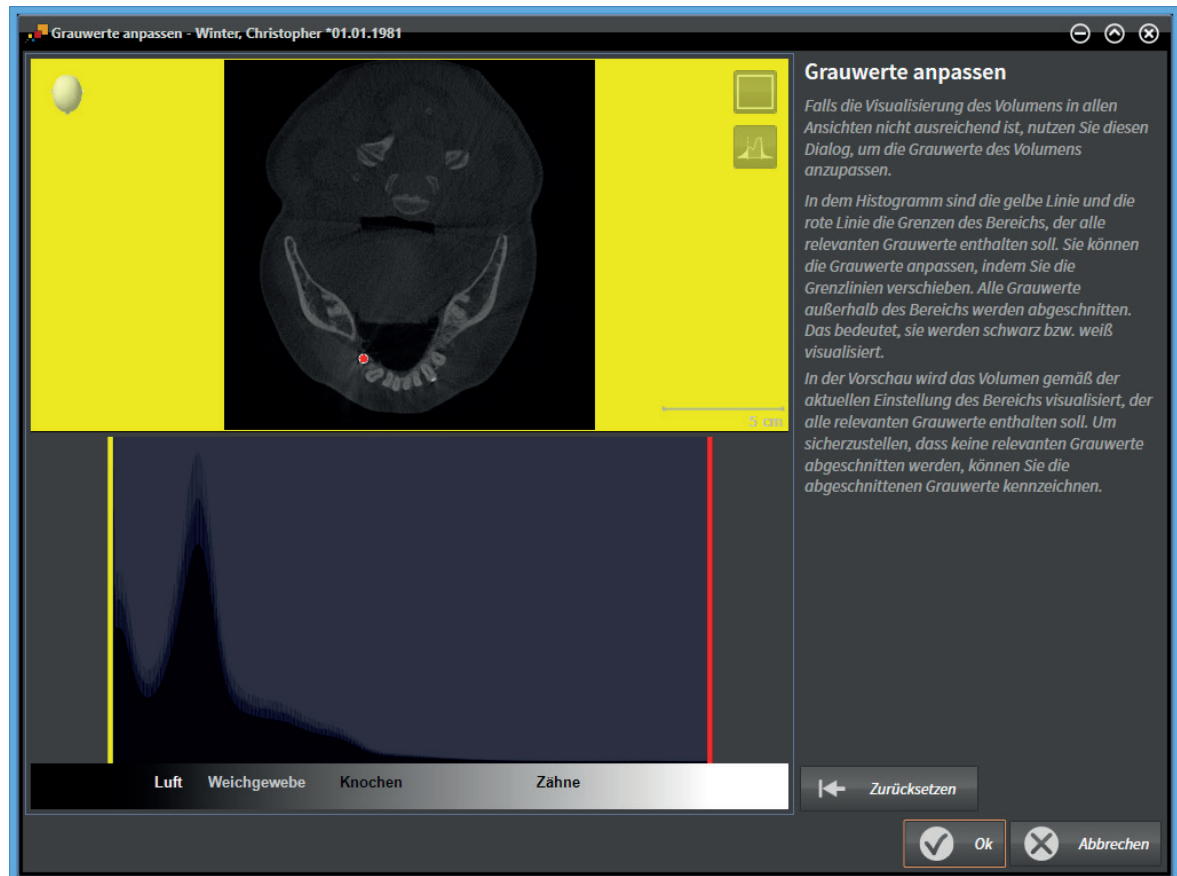 Grauwerte anpassen - Winter, Christopher *01.01.1981
Grauwerte anpassen
Falls die Visualisierung des Volumens in allen
Ansichten nicht ausreichend ist, nutzen Sie diesen
Dialog, um die Grauwerte des Volumens
anzupassen.
In dem Histogramm sind die gelbe Linie und die
rote Linie die Grenzen des Bereichs, der alle
relevanten Grauwerte enthalten soll. Sie können
die Grauwerte anpassen, indem Sie die
Grenzlinien verschieben. Alle Grauwerte
außerhalb des Bereichs werden abgeschnitten.
Das bedeutet, sie werden schwarz bzw. weiß
visualisiert.
In der Vorschau wird das Volumen gemäß der
aktuellen Einstellung des Bereichs visualisiert, der
alle relevanten Grauwerte enthalten soll. Um
sicherzustellen, dass keine relevanten Grauwerte
abgeschnitten werden, können Sie die
abgeschnittenen Grauwerte kennzeichnen.
5 cm
Luft Weichgewebe Knochen Zähne
Zurücksetzen
Ok Abbrechen